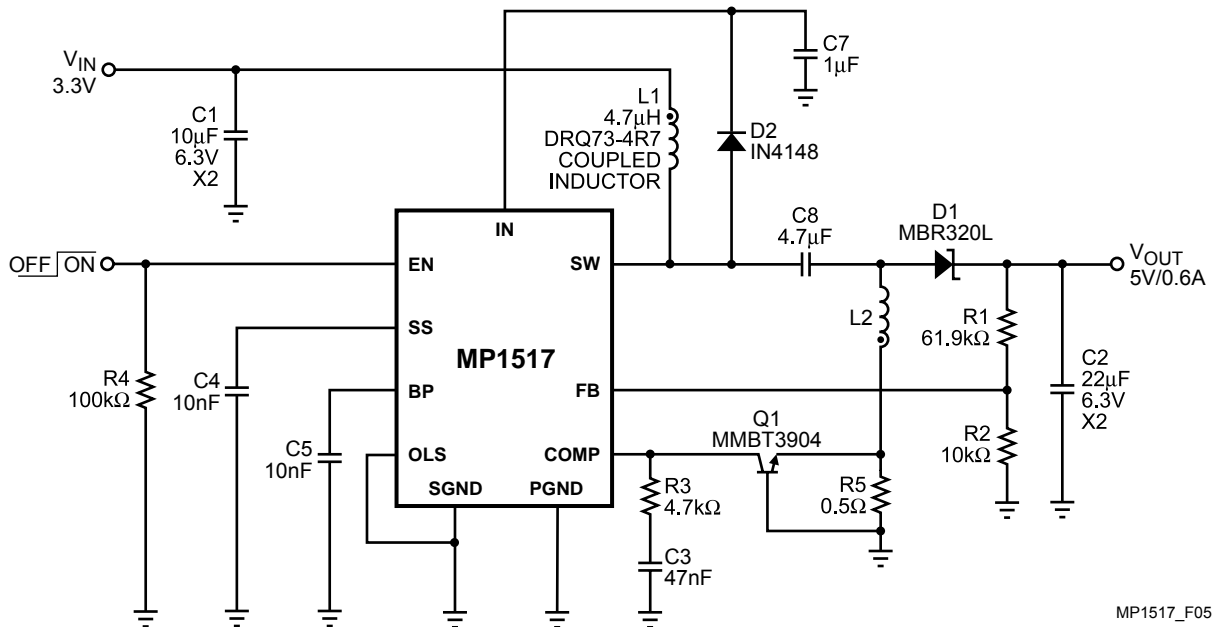 VIN
3.3V
C1
10µF
6.3V
X2
L1
4.7µH
DRQ73-4R7
COUPLED
INDUCTOR
D2
IN4148
C7
1µF
C8
4.7µF
D1
MBR320L
VOUT
5V/0.6A
OFF ON
R4
100kΩ
C4
10nF
C5
10nF
IN
EN
SW
SS
MP1517
BP
FB
OLS
COMP
SGND
PGND
L2
R1
61.9kΩ
C2
22µF
6.3V
X2
R2
10kΩ
Q1
MMBT3904
R3
4.7kΩ
R5
0.5Ω
C3
47nF
MP1517_F05